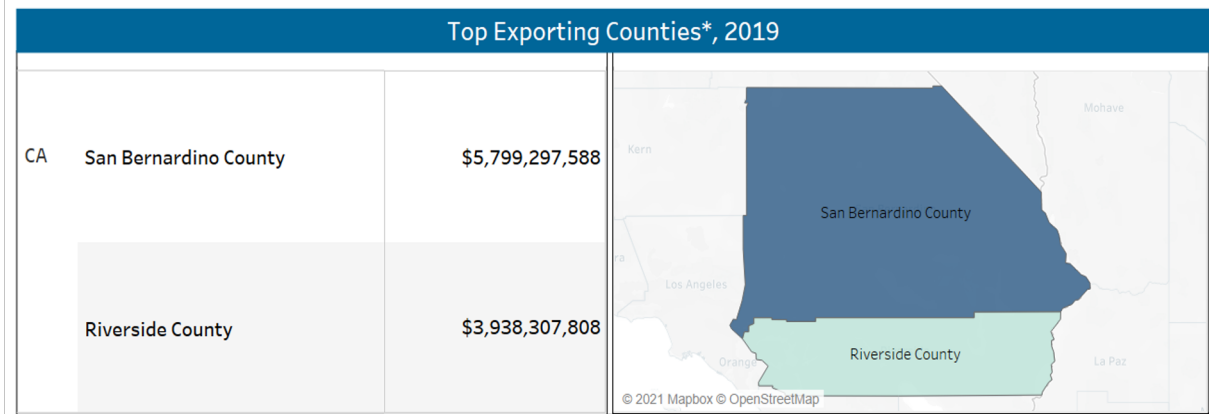 Top Exporting Counties*, 2019
CA
San Bernardino County
$5,799,297,588
Riverside County
$3,938,307,808
Mohave
Kern
San Bernardino County
ra
Los Angeles
Riverside County
Orange
La Paz
© 2021 Mapbox © OpenStreetMap